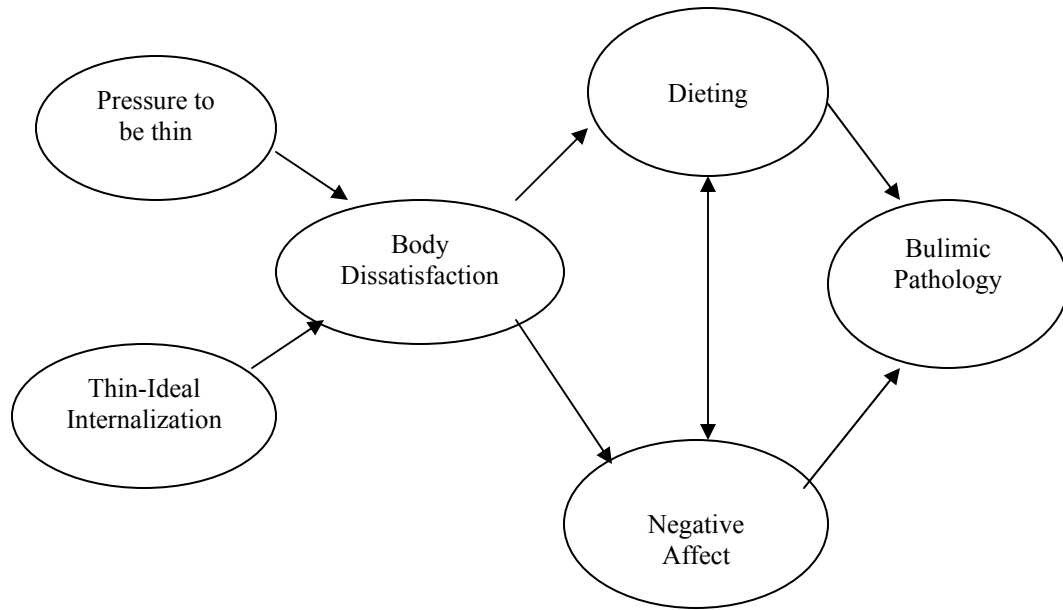 Pressure to
be thin
Dieting
Body
Dissatisfaction
Bulimic
Pathology
Thin-Ideal
Internalization
Negative
Affect